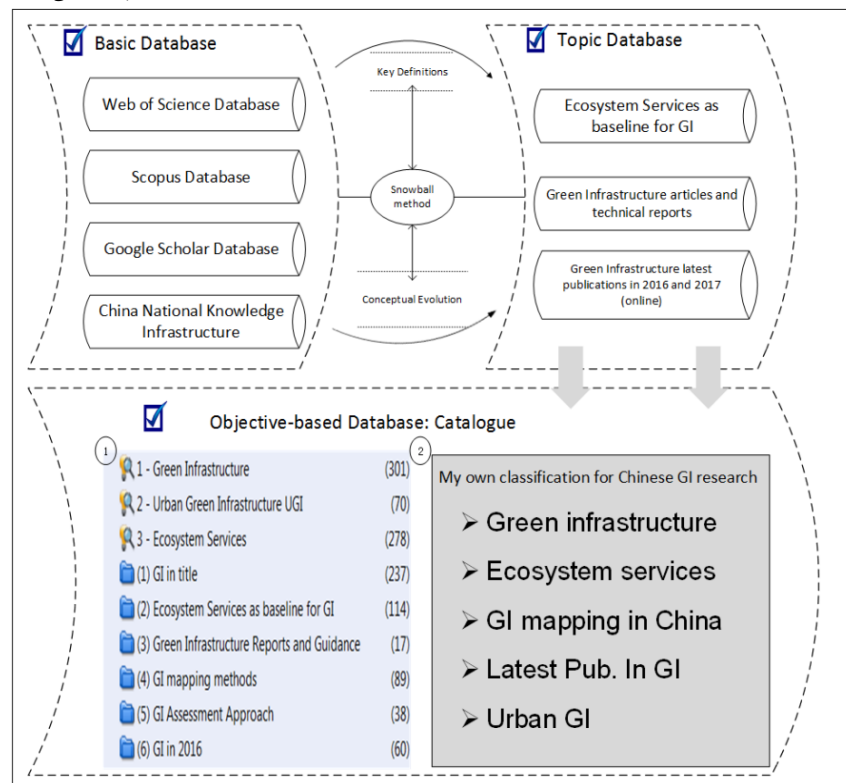 Basic Database
Web of Science Database
Scopus Database
Google Scholar Database
China National Knowledge
Infrastructure
Key Definitions
Snowball
method
Conceptual Evolution
Topic Database
Ecosystem Services as
baseline for GI
Green Infrastructure articles and
technical reports
Green Infrastructure latest
publications in 2016 and 2017
(online)
Objective-based Database: Catalogue
1
1 - Green Infrastructure (301)
2 - Urban Green Infrastructure UGI (70)
3 - Ecosystem Services (278)
(1) GI in title (237)
(2) Ecosystem Services as baseline for GI (114)
(3) Green Infrastructure Reports and Guidance (17)
(4) GI mapping methods (89)
(5) GI Assessment Approach (38)
(6) GI in 2016 (60)
2
My own classification for Chinese GI research
➢ Green infrastructure
➢ Ecosystem services
➢ GI mapping in China
➢ Latest Pub. In GI
➢ Urban GI